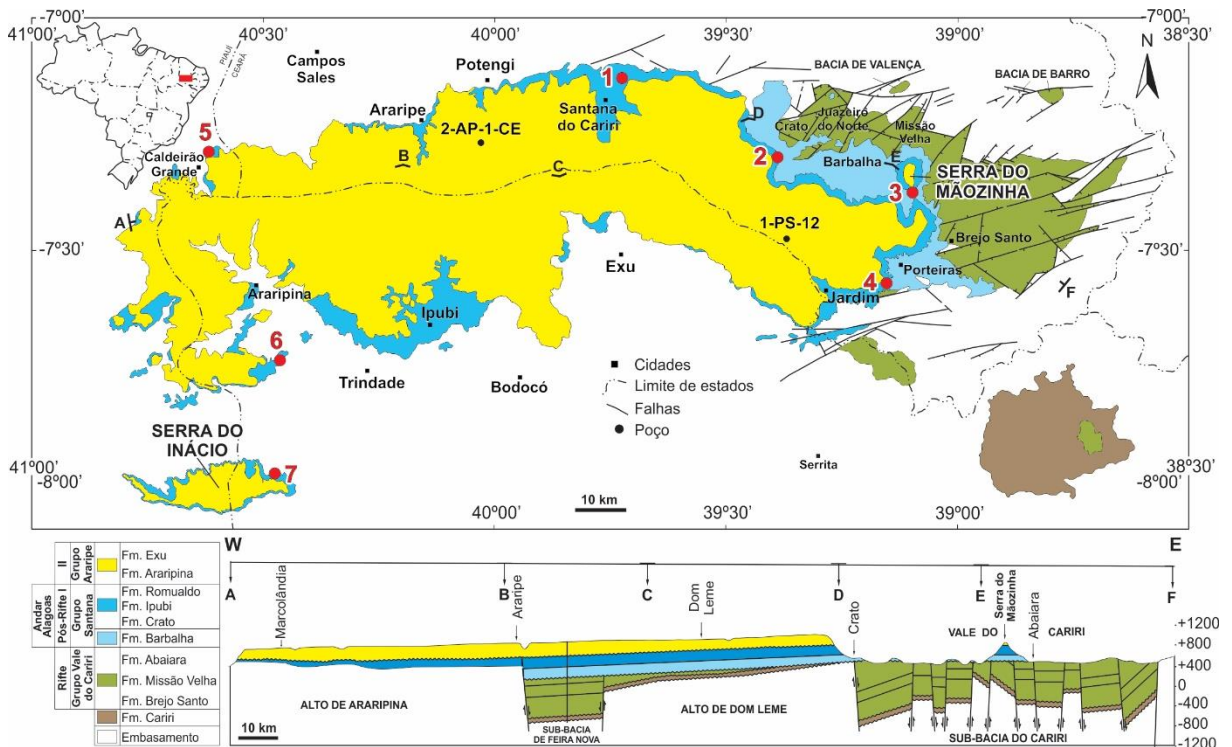 41°00' -7°00'
40°30'
40°00'
39°30'
39°00'
-7°00'
38°30'
N
PIAUÍ
CEARÁ
Campos
Sales
Potengi
1
BACIA DE VALENÇA
BACIA DE BARRO
Araripe
2-AP-1-CE
Santana
do Cariri
D
Crato
Juazeiro
do Norte
Missão
Velha
5
Caldeirão
Grande
B
C
2
Barbalha
E
SERRA DO
MÃOZINHA
3
A
1-PS-12
Brejo Santo
-7°30'
-7°30'
Exu
Porteiras
4
F
Araripina
Jardim
Ipubi
6
Trindade
Bodocó
Cidades
Limite de estados
Falhas
Poço
SERRA DO
INÁCIO
7
Serrita
41°00'
-8°00'
38°30'
-8°00'
10 km
40°00'
39°30'
39°00'
W
E
A
B
C
D
E
F
Marcolândia
Araripe
Dom
Leme
Crato
Serra do
Mãozinha
Abaiara
VALE DO CARIRI
+1200
+800
+400
0
-400
-800
-1200
ALTO DE ARARIPINA
SUB-BACIA
DE FEIRA NOVA
ALTO DE DOM LEME
SUB-BACIA DO CARIRI
10 km
II
Grupo
Araripe
Fm. Exu
Fm. Araripina
Andar
Alagoas
Pós-Rifte I
Grupo
Santana
Fm. Romualdo
Fm. Ipubi
Fm. Crato
Fm. Barbalha
Rifte
Grupo Vale
do Cariri
Fm. Abaiara
Fm. Missão Velha
Fm. Brejo Santo
Fm. Cariri
Embasamento